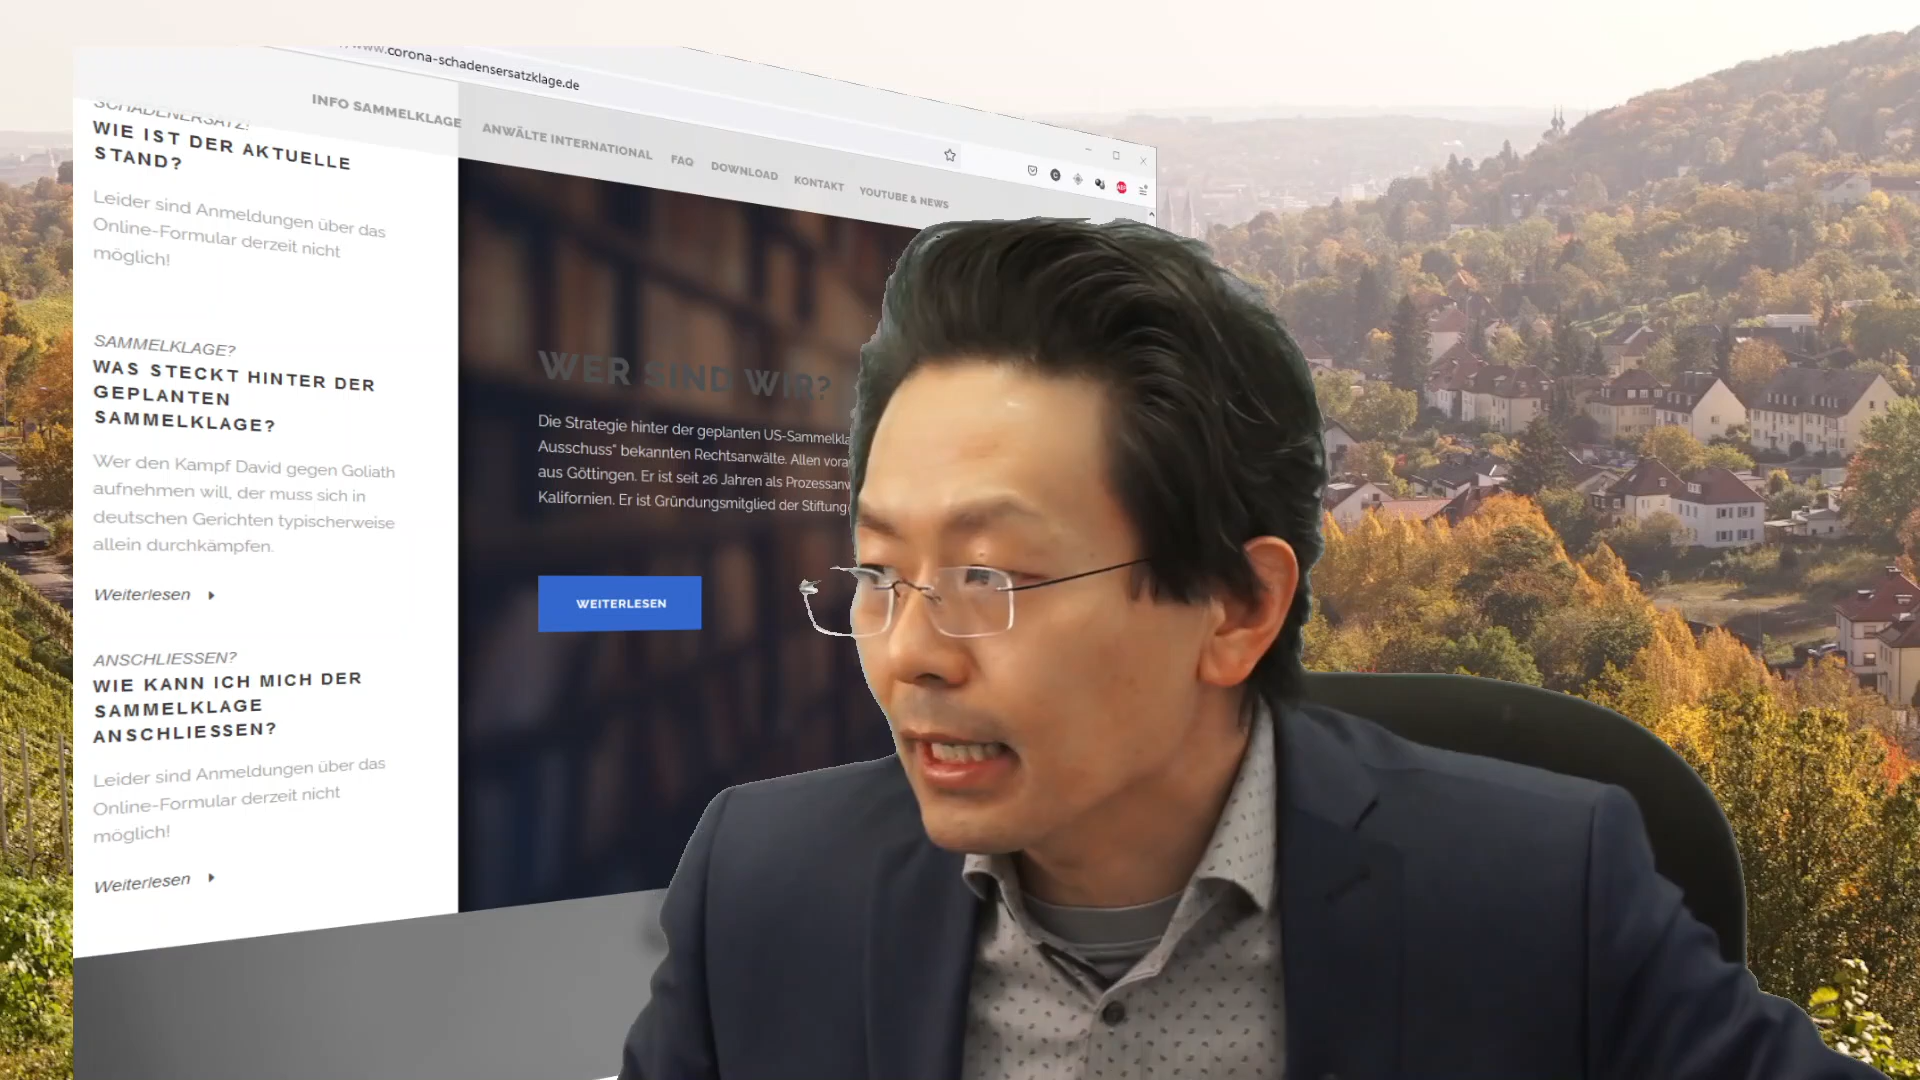 www.corona-schadensersatzklage.de
INFO SAMMELKLAGE
ANWÄLTE INTERNATIONAL
FAQ
DOWNLOAD
KONTAKT
YOUTUBE & NEWS
SCHADENERSATZ!
WIE IST DER AKTUELLE
STAND?
Leider sind Anmeldungen über das
Online-Formular derzeit nicht
möglich!
SAMMELKLAGE?
WAS STECKT HINTER DER
GEPLANTEN
SAMMELKLAGE?
Wer den Kampf David gegen Goliath
aufnehmen will, der muss sich in
deutschen Gerichten typischerweise
allein durchkämpfen.
Weiterlesen
ANSCHLIESSEN?
WIE KANN ICH MICH DER
SAMMELKLAGE
ANSCHLIESSEN?
Leider sind Anmeldungen über das
Online-Formular derzeit nicht
möglich!
Weiterlesen
WER SIND WIR?
Die Strategie hinter der geplanten US-Sammelkla
Ausschuss" bekannten Rechtsanwälte. Allen vora
aus Göttingen. Er ist seit 26 Jahren als Prozessanw
Kalifornien. Er ist Gründungsmitglied der Stiftung
WEITERLESEN
ABP